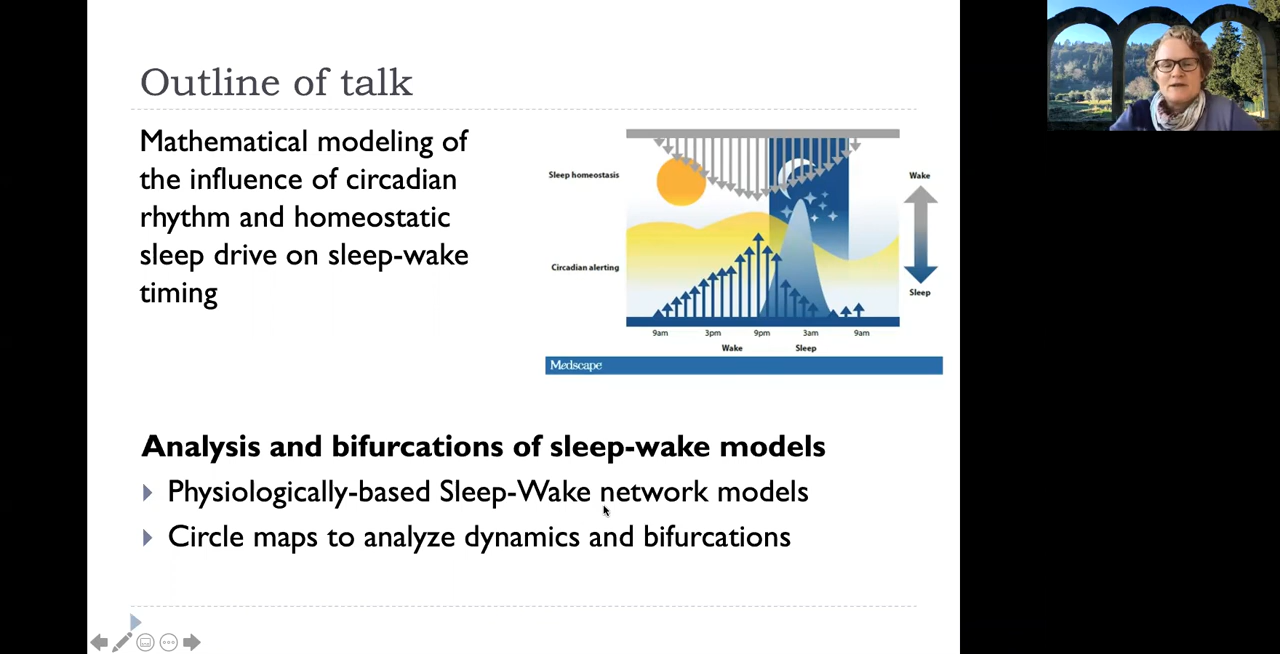 Outline of talk
Mathematical modeling of
the influence of circadian
rhythm and homeostatic
sleep drive on sleep-wake
timing
Sleep homeostasis
Wake
Circadian alerting
Sleep
9am 3pm 9pm 3am 9am
Wake Sleep
Medscape
Analysis and bifurcations of sleep-wake models
Physiologically-based Sleep-Wake network models
Circle maps to analyze dynamics and bifurcations